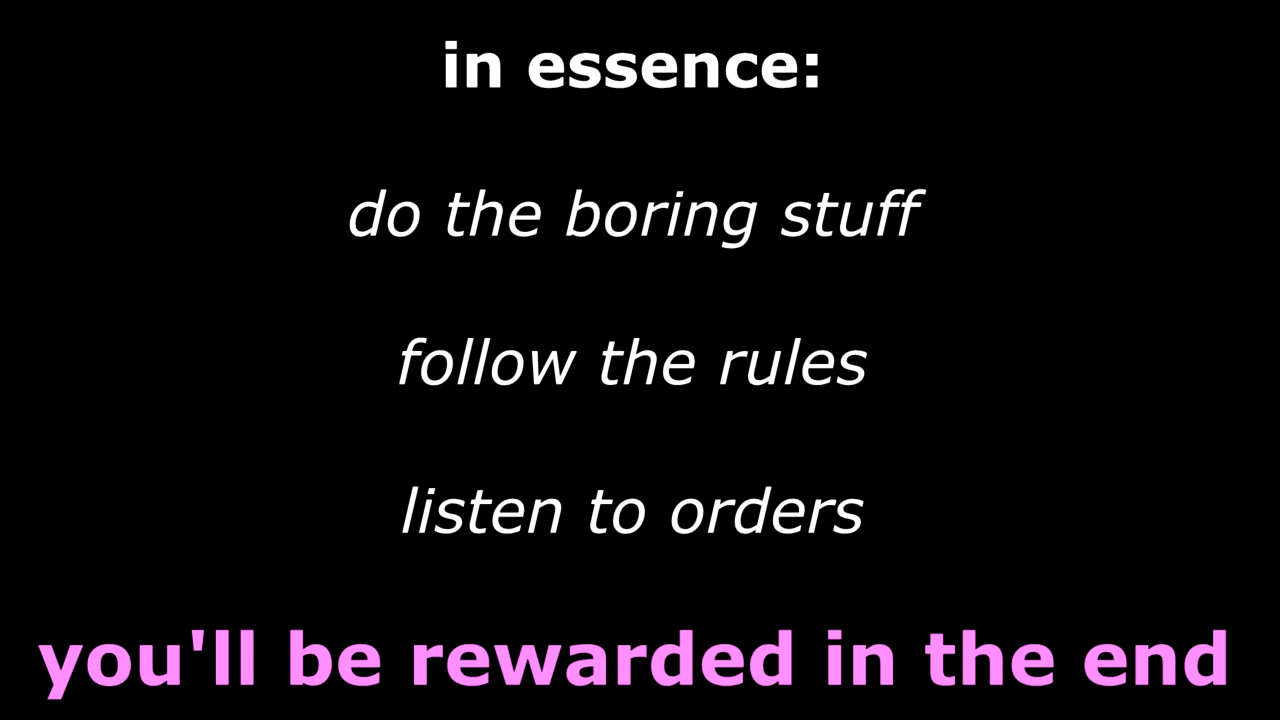 in essence:
do the boring stuff
follow the rules
listen to orders
you'll be rewarded in the end